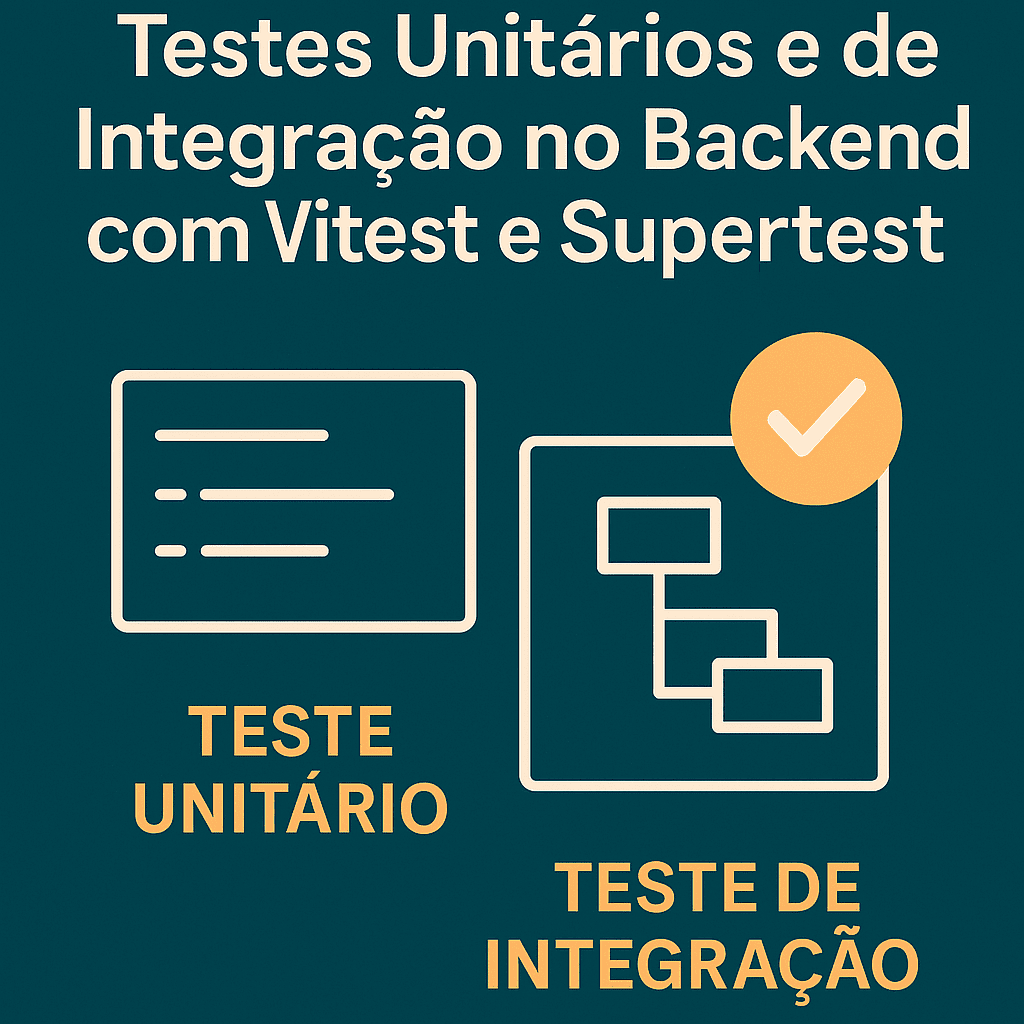 Testes Unitários e de
Integração no Backend
com Vitest e Supertest
TESTE
UNITÁRIO
TESTE DE
INTEGRAÇÃO